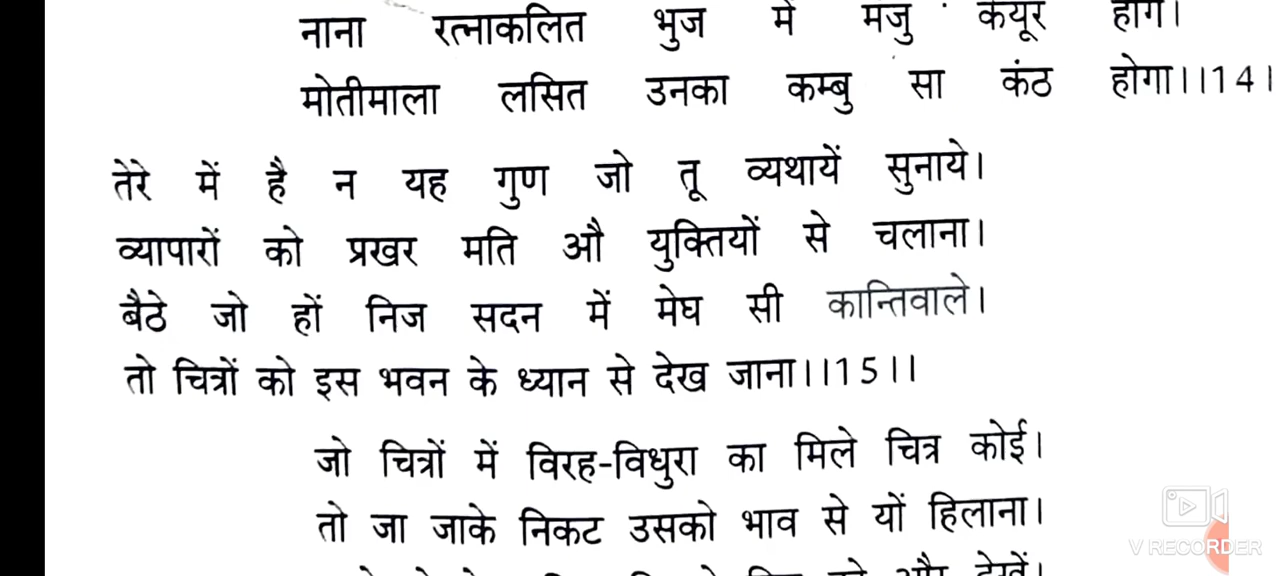 नाना रत्नाकलित भुज में मंजु केयूर होंगे।
मोतीमाला लसित उनका कम्बु सा कंठ होगा।।14।
तेरे में है न यह गुण जो तू व्यथायें सुनाये।
व्यापारों को प्रखर मति औ युक्तियों से चलाना।
बैठे जो हों निज सदन में मेघ सी कान्तिवाले।
तो चित्रों को इस भवन के ध्यान से देख जाना।।15।।
जो चित्रों में विरह-विधुरा का मिले चित्र कोई।
तो जा जाके निकट उसको भाव से यों हिलाना।
और देखें।
V RECORDER